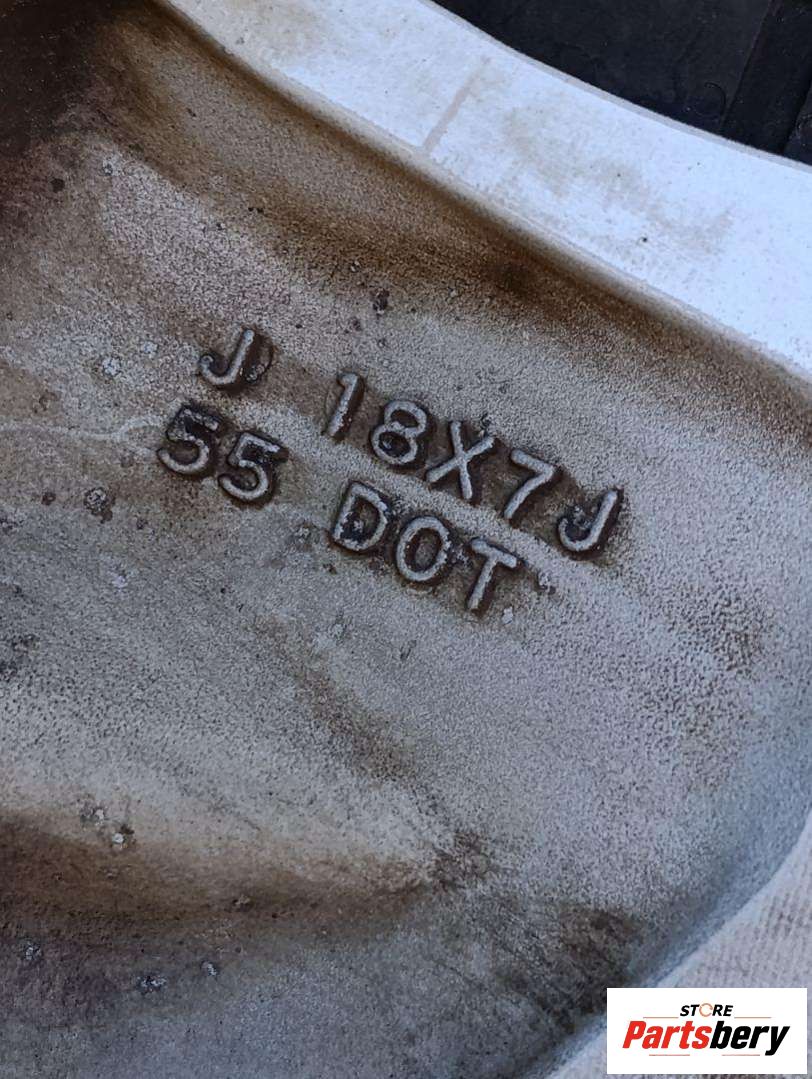 J 18X7J
55 DOT
STORE
Partsbery